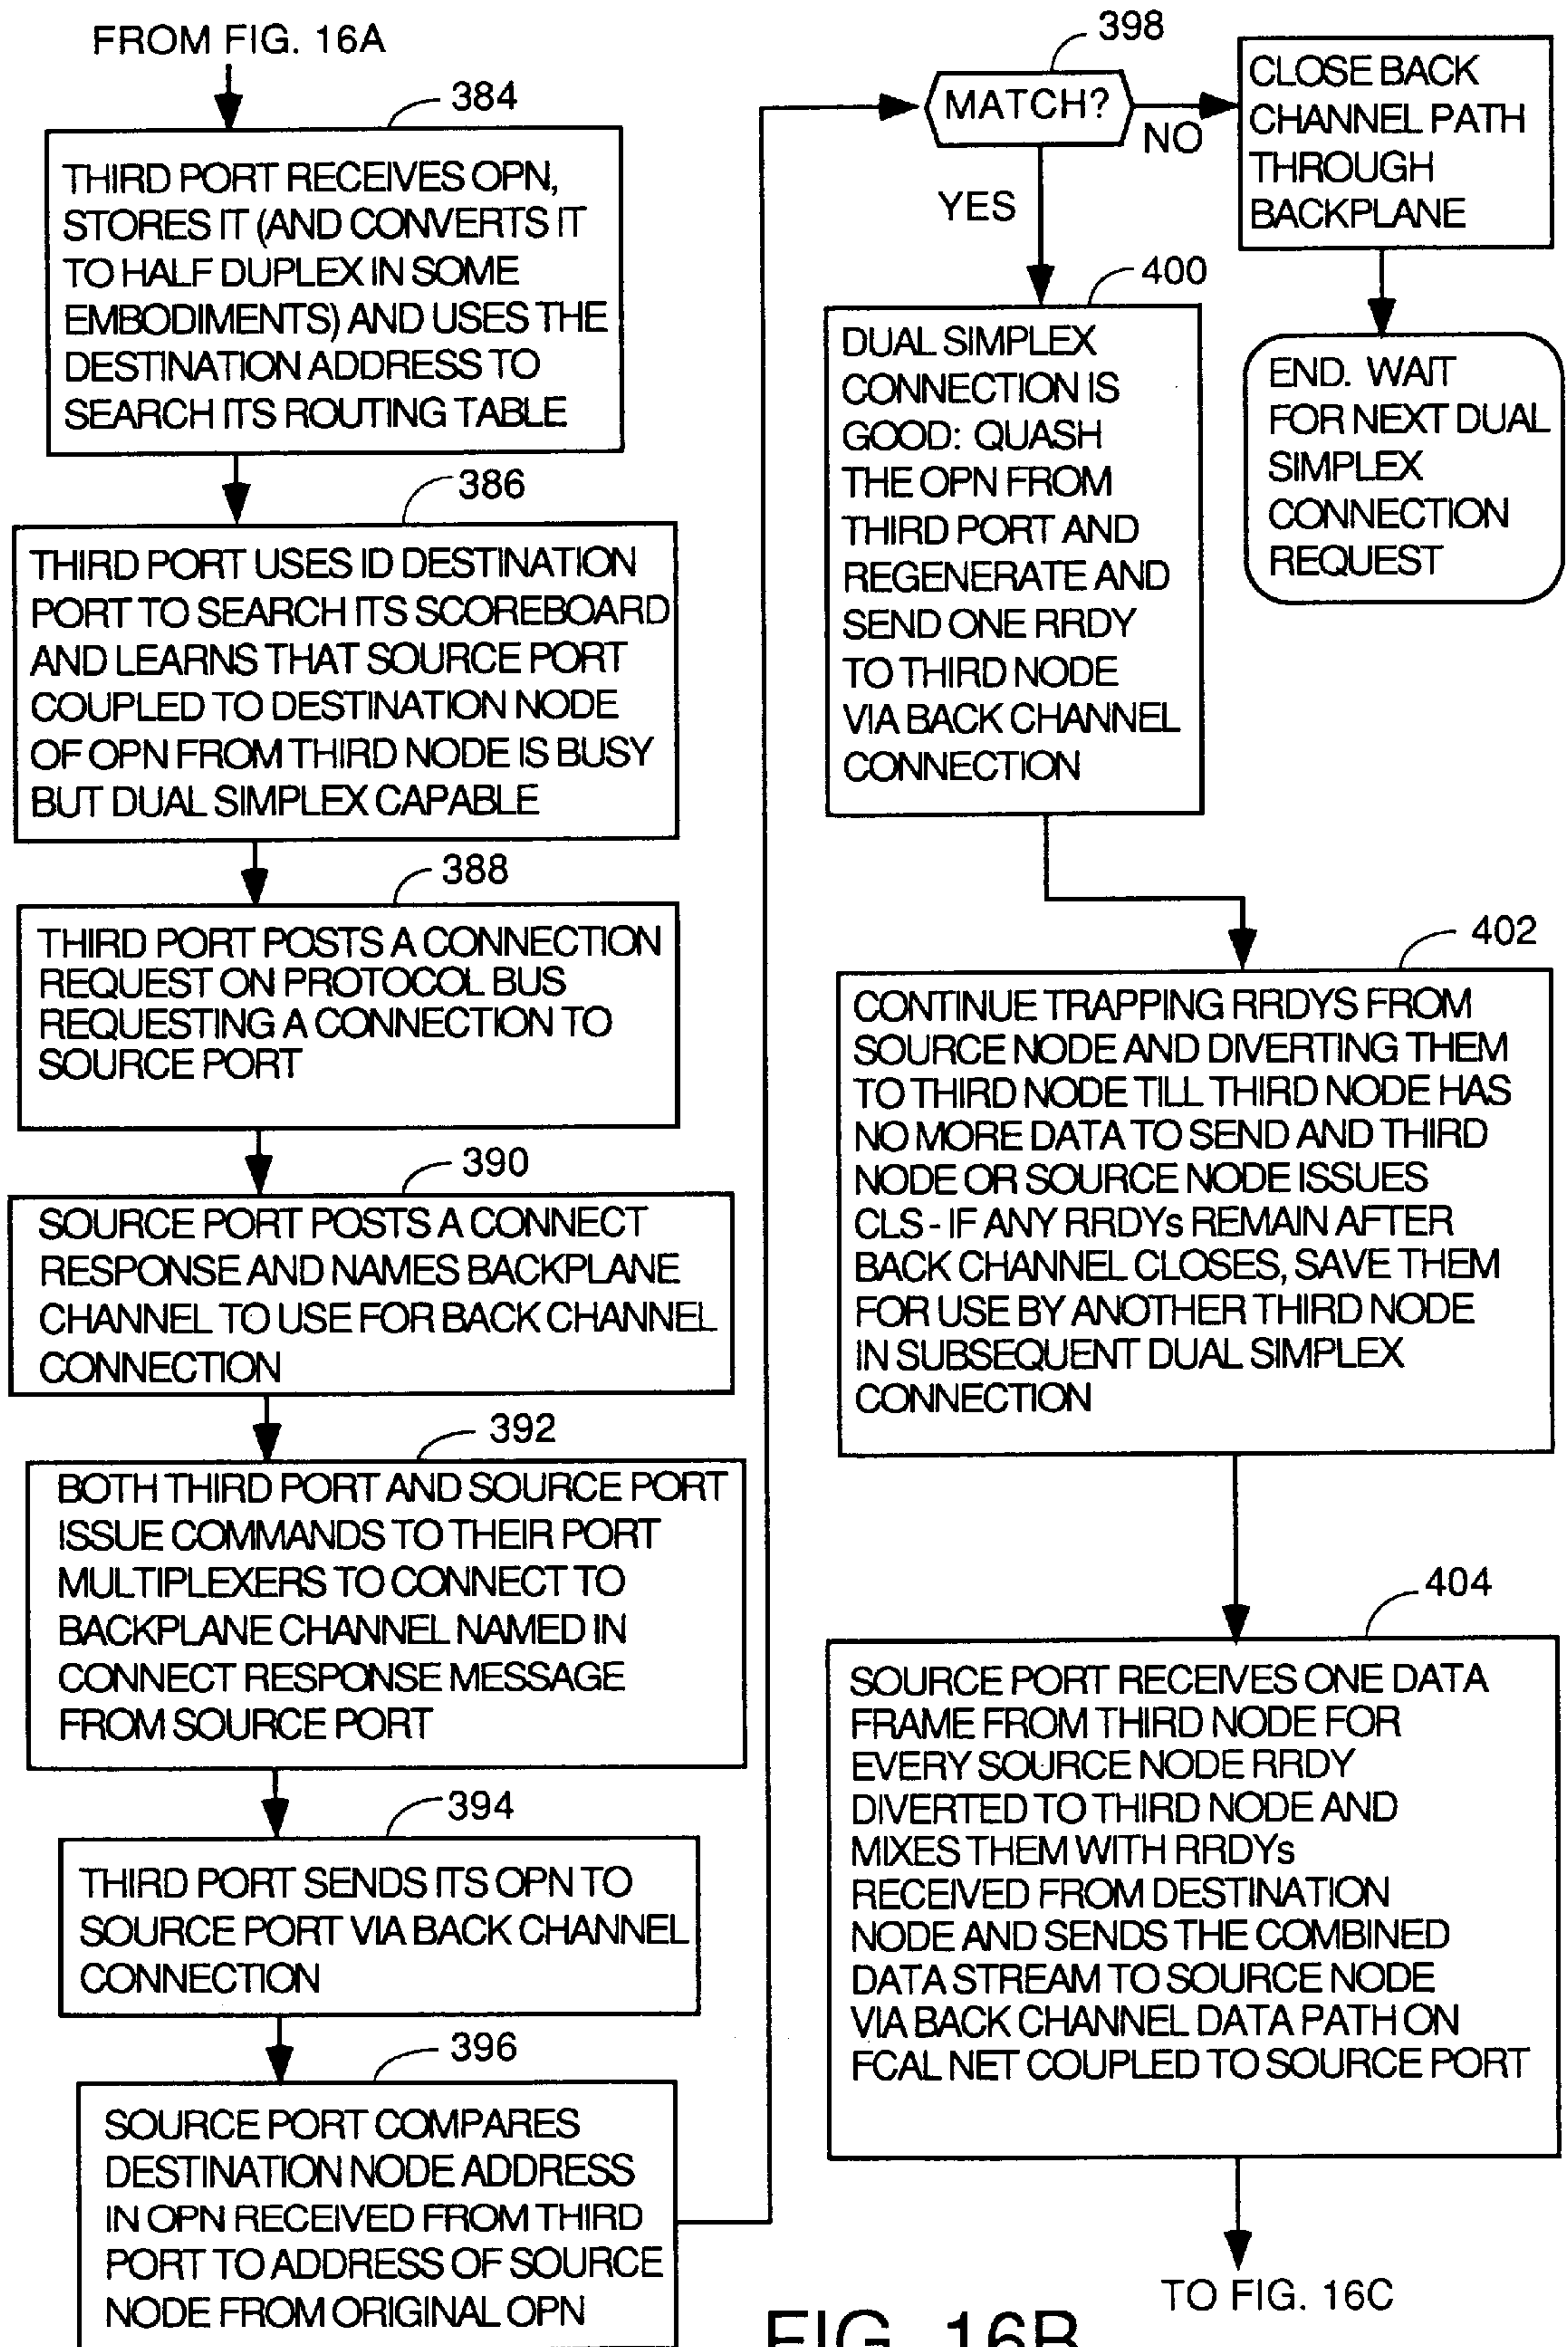 FROM FIG. 16A
384
THIRD PORT RECEIVES OPN,
STORES IT (AND CONVERTS IT
TO HALF DUPLEX IN SOME
EMBODIMENTS) AND USES THE
DESTINATION ADDRESS TO
SEARCH ITS ROUTING TABLE
386
THIRD PORT USES ID DESTINATION
PORT TO SEARCH ITS SCOREBOARD
AND LEARNS THAT SOURCE PORT
COUPLED TO DESTINATION NODE
OF OPN FROM THIRD NODE IS BUSY
BUT DUAL SIMPLEX CAPABLE
388
THIRD PORT POSTS A CONNECTION
REQUEST ON PROTOCOL BUS
REQUESTING A CONNECTION TO
SOURCE PORT
390
SOURCE PORT POSTS A CONNECT
RESPONSE AND NAMES BACKPLANE
CHANNEL TO USE FOR BACK CHANNEL
CONNECTION
392
BOTH THIRD PORT AND SOURCE PORT
ISSUE COMMANDS TO THEIR PORT
MULTIPLEXERS TO CONNECT TO
BACKPLANE CHANNEL NAMED IN
CONNECT RESPONSE MESSAGE
FROM SOURCE PORT
394
THIRD PORT SENDS ITS OPN TO
SOURCE PORT VIA BACK CHANNEL
CONNECTION
396
SOURCE PORT COMPARES
DESTINATION NODE ADDRESS
IN OPN RECEIVED FROM THIRD
PORT TO ADDRESS OF SOURCE
NODE FROM ORIGINAL OPN
398
MATCH?
NO
YES
CLOSE BACK
CHANNEL PATH
THROUGH
BACKPLANE
END. WAIT
FOR NEXT DUAL
SIMPLEX
CONNECTION
REQUEST
400
DUAL SIMPLEX
CONNECTION IS
GOOD: QUASH
THE OPN FROM
THIRD PORT AND
REGENERATE AND
SEND ONE RRDY
TO THIRD NODE
VIA BACK CHANNEL
CONNECTION
402
CONTINUE TRAPPING RRDYS FROM
SOURCE NODE AND DIVERTING THEM
TO THIRD NODE TILL THIRD NODE HAS
NO MORE DATA TO SEND AND THIRD
NODE OR SOURCE NODE ISSUES
CLS - IF ANY RRDYs REMAIN AFTER
BACK CHANNEL CLOSES, SAVE THEM
FOR USE BY ANOTHER THIRD NODE
IN SUBSEQUENT DUAL SIMPLEX
CONNECTION
404
SOURCE PORT RECEIVES ONE DATA
FRAME FROM THIRD NODE FOR
EVERY SOURCE NODE RRDY
DIVERTED TO THIRD NODE AND
MIXES THEM WITH RRDYs
RECEIVED FROM DESTINATION
NODE AND SENDS THE COMBINED
DATA STREAM TO SOURCE NODE
VIA BACK CHANNEL DATA PATH ON
FCAL NET COUPLED TO SOURCE PORT
TO FIG. 16C
FIG. 16B